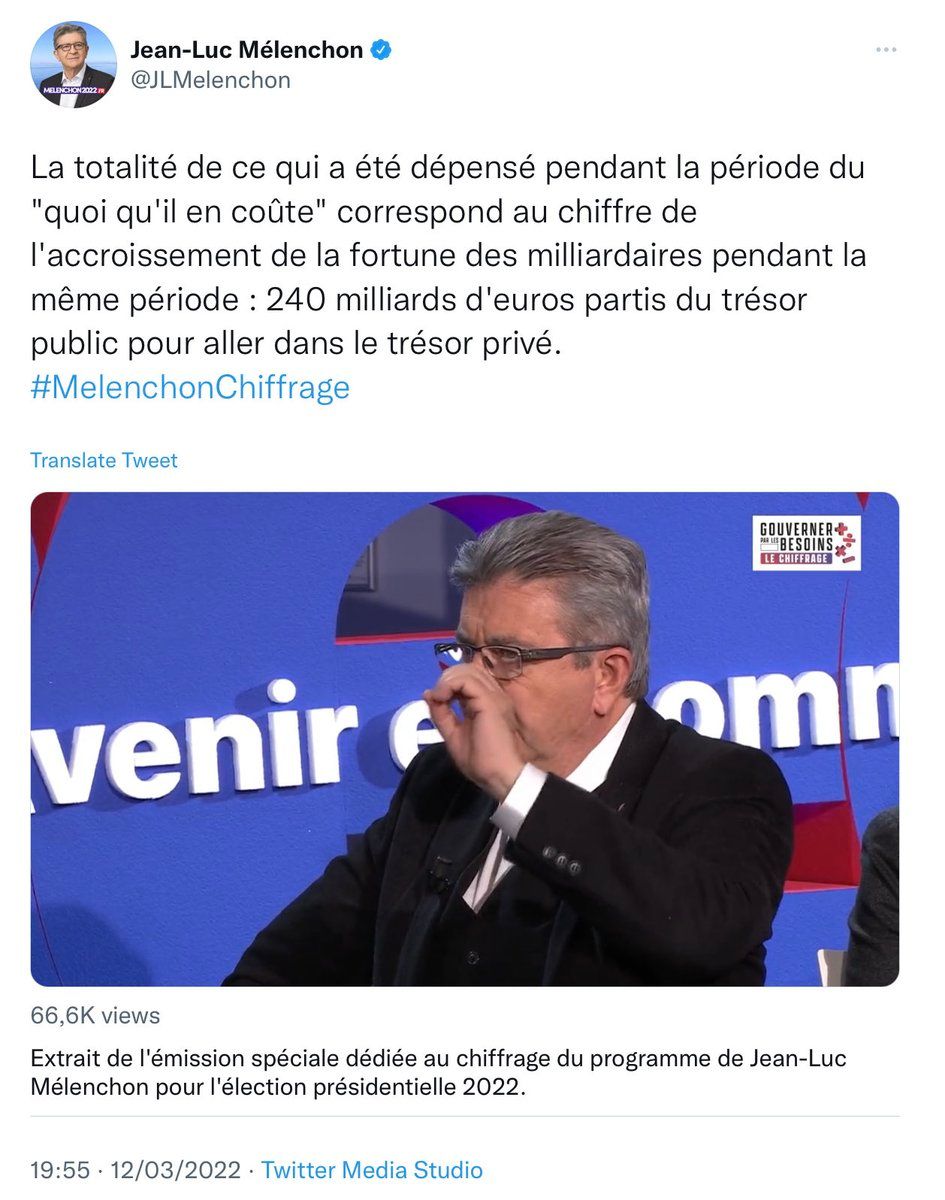 Jean-Luc Mélenchon
@JLMelenchon
MELENCHON2022.FR
La totalité de ce qui a été dépensé pendant la période du
"quoi qu'il en coûte" correspond au chiffre de
l'accroissement de la fortune des milliardaires pendant la
même période : 240 milliards d'euros partis du trésor
public pour aller dans le trésor privé.
#MelenchonChiffrage
Translate Tweet
GOUVERNER
PAR LES BESOINS
LE CHIFFRAGE
venir e omm
66,6K views
Extrait de l'émission spéciale dédiée au chiffrage du programme de Jean-Luc
Mélenchon pour l'élection présidentielle 2022.
19:55 · 12/03/2022 · Twitter Media Studio